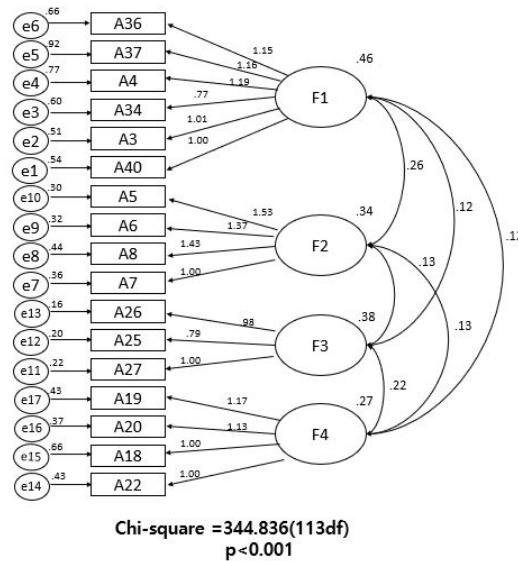 e6 .66 A36
e5 .92 A37
e4 .77 A4
e3 .60 A34
e2 .51 A3
e1 .54 A40
1.15
1.16
1.19
.77
1.01
1.00
F1 .46
e10 .30 A5
e9 .32 A6
e8 .44 A8
e7 .36 A7
1.53
1.37
1.43
1.00
F2 .34
e13 .16 A26
e12 .20 A25
e11 .22 A27
.98
.79
1.00
F3 .38
e17 .43 A19
e16 .37 A20
e15 .66 A18
e14 .43 A22
1.17
1.13
1.00
1.00
F4 .27
.26
.12
.13
.13
.22
Chi-square =344.836(113df)
p<0.001